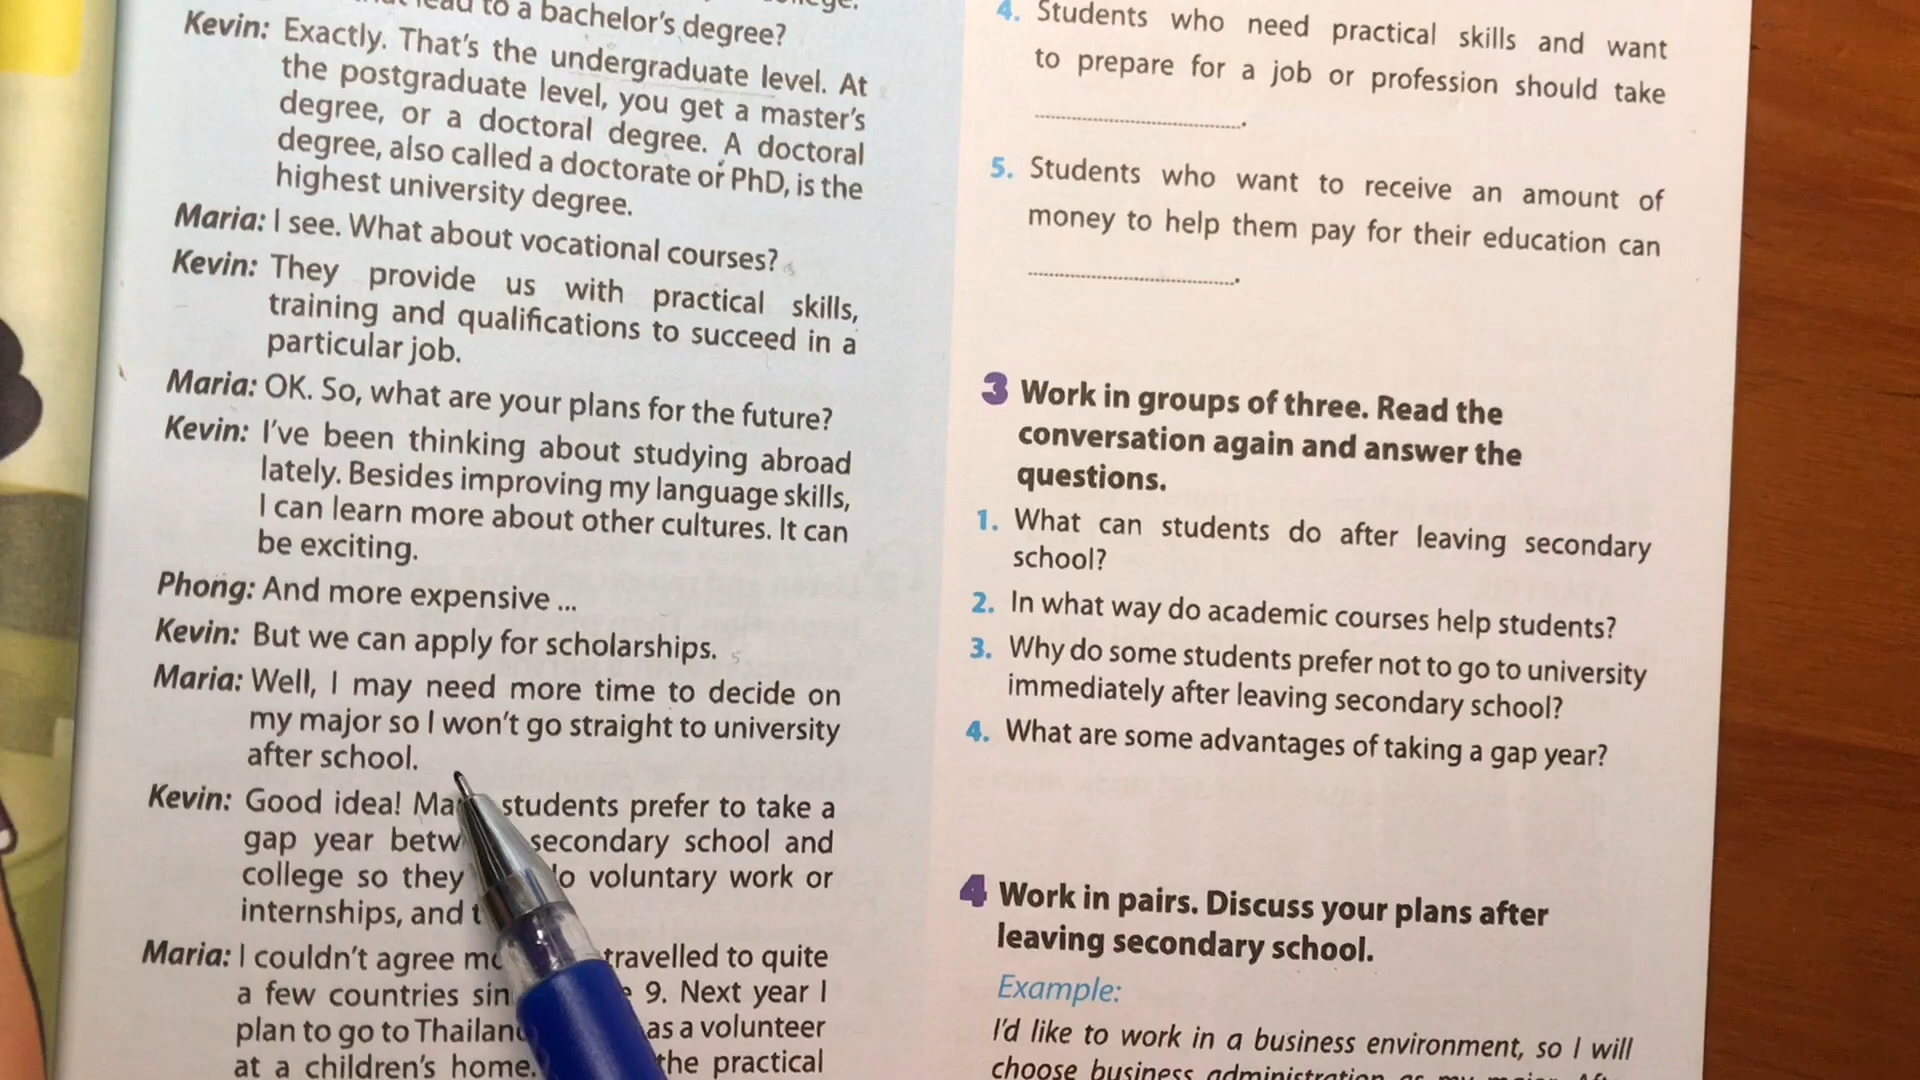 to a bachelor's degree?
Kevin: Exactly. That's the undergraduate level. At
the postgraduate level, you get a master's
degree, or a doctoral degree. A doctoral
degree, also called a doctorate or PhD, is the
highest university degree.
Maria: I see. What about vocational courses?
Kevin: They provide us with practical skills,
training and qualifications to succeed in a
particular job.
Maria: OK. So, what are your plans for the future?
Kevin: I've been thinking about studying abroad
lately. Besides improving my language skills,
I can learn more about other cultures. It can
be exciting.
Phong: And more expensive ...
Kevin: But we can apply for scholarships.
Maria: Well, I may need more time to decide on
my major so I won't go straight to university
after school.
Kevin: Good idea! students prefer to take a
gap year secondary school and
college so they voluntary work or
internships, and
Maria: I couldn't agree travelled to quite
a few countries 9. Next year I
plan to go to as a volunteer
at a children's home. the practical
4. Students who need practical skills and want
to prepare for a job or profession should take
.
5. Students who want to receive an amount of
money to help them pay for their education can
.
3 Work in groups of three. Read the
conversation again and answer the
questions.
1. What can students do after leaving secondary
school?
2. In what way do academic courses help students?
3. Why do some students prefer not to go to university
immediately after leaving secondary school?
4. What are some advantages of taking a gap year?
4 Work in pairs. Discuss your plans after
leaving secondary school.
Example:
I'd like to work in a business environment, so I will
choose business administration as my major.